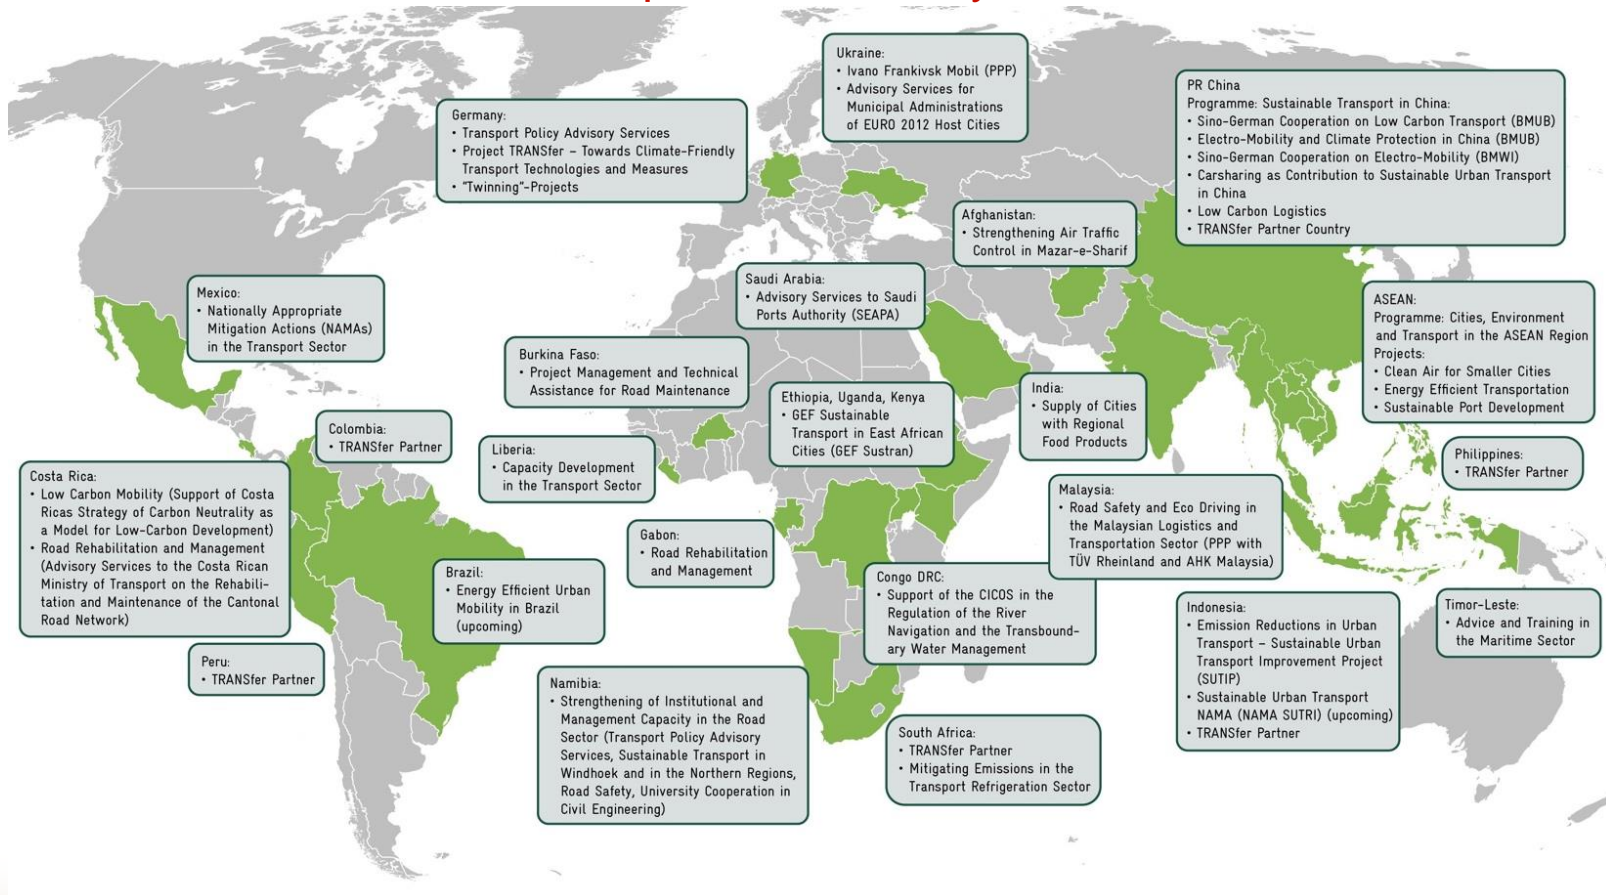 Ukraine:
• Ivano Frankivsk Mobil (PPP)
• Advisory Services for
Municipal Administrations
of EURO 2012 Host Cities
PR China
Programme: Sustainable Transport in China:
• Sino-German Cooperation on Low Carbon Transport (BMUB)
• Electro-Mobility and Climate Protection in China (BMUB)
• Sino-German Cooperation on Electro-Mobility (BMWI)
• Carsharing as Contribution to Sustainable Urban Transport
in China
• Low Carbon Logistics
• TRANSfer Partner Country
Germany:
• Transport Policy Advisory Services
• Project TRANSfer – Towards Climate-Friendly
Transport Technologies and Measures
• "Twinning"-Projects
Afghanistan:
• Strengthening Air Traffic
Control in Mazar-e-Sharif
Saudi Arabia:
• Advisory Services to Saudi
Ports Authority (SEAPA)
Mexico:
• Nationally Appropriate
Mitigation Actions (NAMAs)
in the Transport Sector
ASEAN:
Programme: Cities, Environment
and Transport in the ASEAN Region
Projects:
• Clean Air for Smaller Cities
• Energy Efficient Transportation
• Sustainable Port Development
Burkina Faso:
• Project Management and Technical
Assistance for Road Maintenance
Ethiopia, Uganda, Kenya
• GEF Sustainable
Transport in East African
Cities (GEF Sustran)
India:
• Supply of Cities
with Regional
Food Products
Colombia:
• TRANSfer Partner
Liberia:
• Capacity Development
in the Transport Sector
Philippines:
• TRANSfer Partner
Costa Rica:
• Low Carbon Mobility (Support of Costa
Ricas Strategy of Carbon Neutrality as
a Model for Low-Carbon Development)
• Road Rehabilitation and Management
(Advisory Services to the Costa Rican
Ministry of Transport on the Rehabili-
tation and Maintenance of the Cantonal
Road Network)
Malaysia:
• Road Safety and Eco Driving in
the Malaysian Logistics and
Transportation Sector (PPP with
TÜV Rheinland and AHK Malaysia)
Gabon:
• Road Rehabilitation
and Management
Brazil:
• Energy Efficient Urban
Mobility in Brazil
(upcoming)
Congo DRC:
• Support of the CICOS in the
Regulation of the River
Navigation and the Transbound-
ary Water Management
Indonesia:
• Emission Reductions in Urban
Transport – Sustainable Urban
Transport Improvement Project
(SUTIP)
• Sustainable Urban Transport
NAMA (NAMA SUTRI) (upcoming)
• TRANSfer Partner
Timor-Leste:
• Advice and Training in
the Maritime Sector
Peru:
• TRANSfer Partner
Namibia:
• Strengthening of Institutional and
Management Capacity in the Road
Sector (Transport Policy Advisory
Services, Sustainable Transport in
Windhoek and in the Northern Regions,
Road Safety, University Cooperation in
Civil Engineering)
South Africa:
• TRANSfer Partner
• Mitigating Emissions in the
Transport Refrigeration Sector